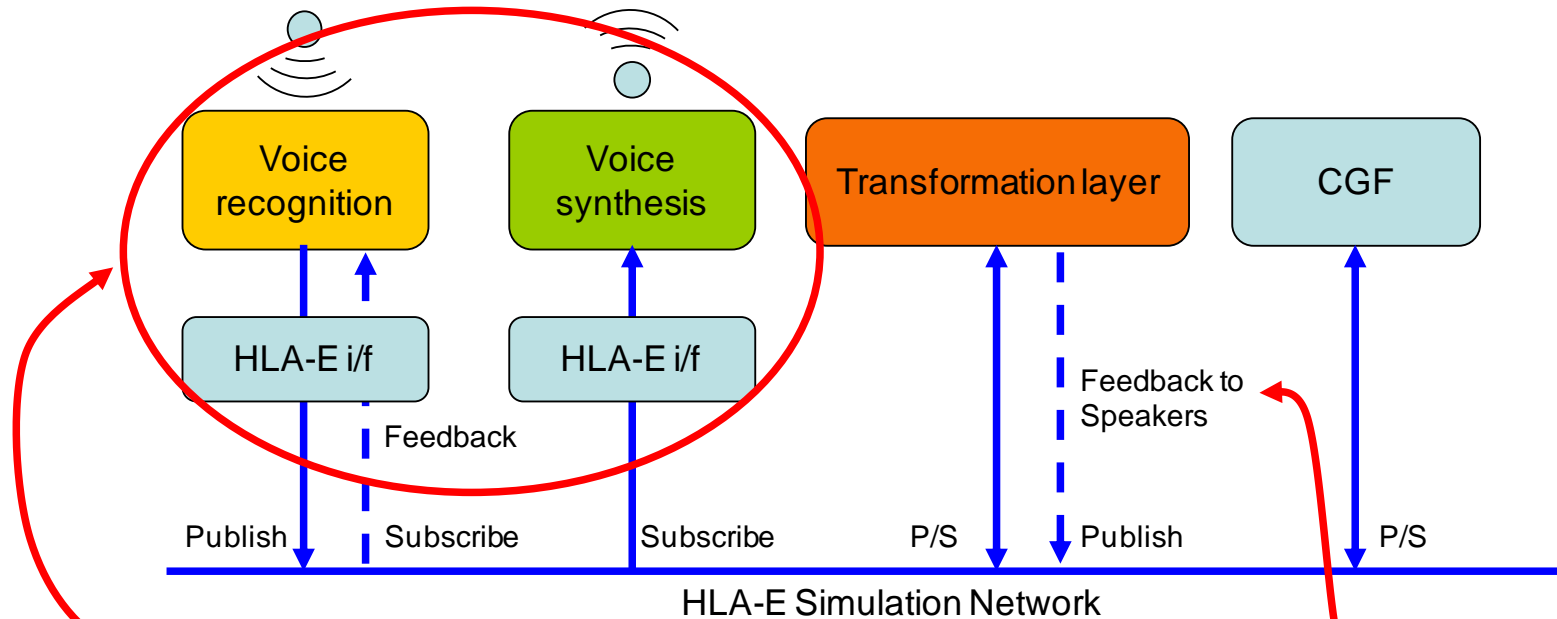 Voice
recognition
Voice
synthesis
Transformation layer
CGF
HLA-E i/f
HLA-E i/f
Feedback
Feedback to
Speakers
Publish
Subscribe
Subscribe
P/S
Publish
P/S
HLA-E Simulation Network